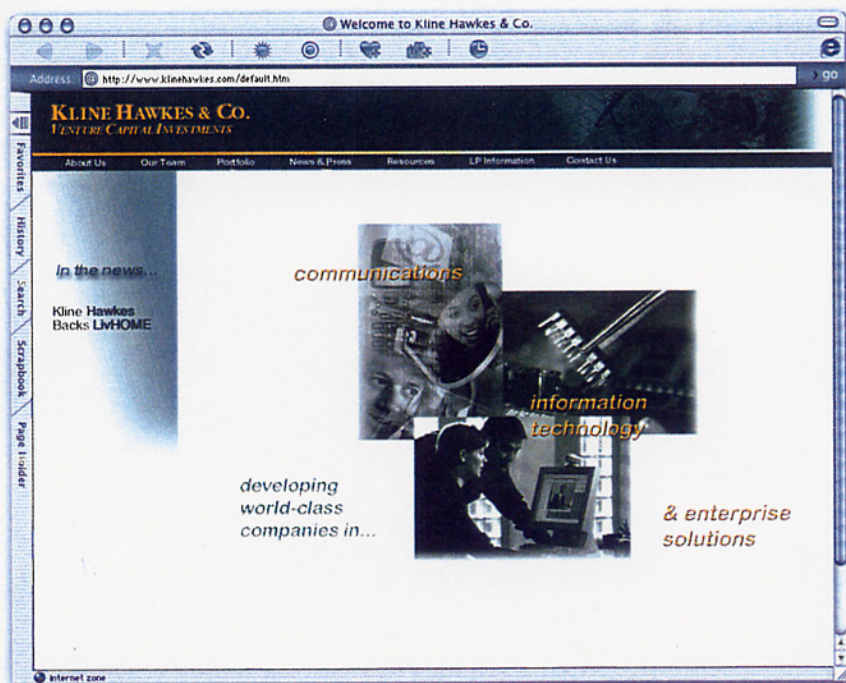 Welcome to Kline Hawkes & Co.
Address: http://www.klinehawkes.com/default.htm
go
KLINE HAWKES & CO.
VENTURE CAPITAL INVESTMENTS
About Us Our Team Portfolio News & Press Resources LP Information Contact Us
Favorites
History
Search
Scrapbook
Page Holder
In the news...
Kline Hawkes
Backs LivHOME
communications
information
technology
developing
world-class
companies in...
& enterprise
solutions
Internet zone